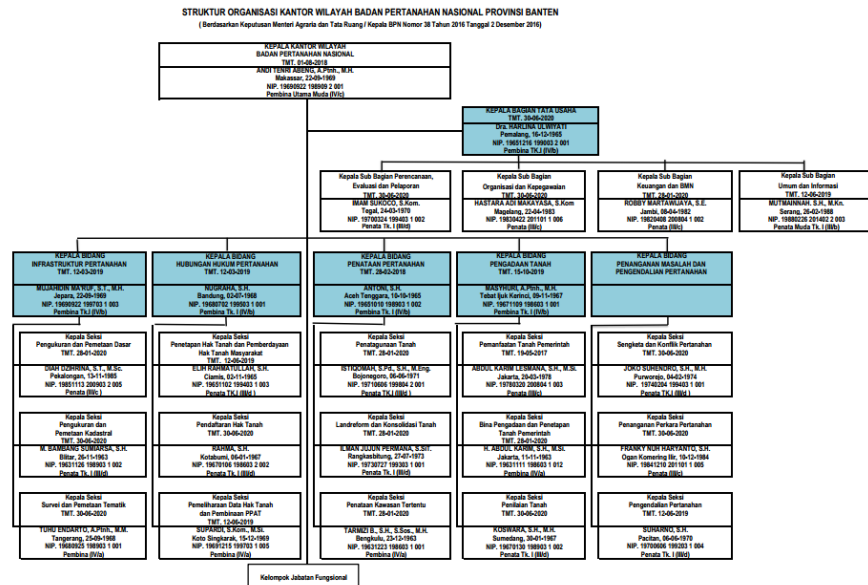 STRUKTUR ORGANISASI KANTOR WILAYAH BADAN PERTANAHAN NASIONAL PROVINSI BANTEN
( Berdasarkan Keputusan Menteri Agraria dan Tata Ruang / Kepala BPN Nomor 38 Tahun 2016 Tanggal 2 Desember 2016)
KEPALA KANTOR WILAYAH
BADAN PERTANAHAN NASIONAL
TMT. 01-08-2018
ANDI TENRI ABENG, A.Ptnh., M.H.
Makassar, 22-09-1969
NIP. 19690922 198909 2 001
Pembina Utama Muda (IV/c)
KEPALA BAGIAN TATA USAHA
TMT. 30-06-2020
Dra. HARLINA ULWIYATI
Pemalang, 16-12-1965
NIP. 19651216 199003 2 001
Pembina TK.I (IV/b)
Kepala Sub Bagian Perencanaan,
Evaluasi dan Pelaporan
TMT. 30-06-2020
IMAM SUKOCO, S.Kom.
Tegal, 24-03-1970
NIP. 19700324 199403 1 002
Penata Tk. I (III/d)
Kepala Sub Bagian
Organisasi dan Kepegawaian
TMT. 30-06-2020
HASTARA ADI MAKAYASA, S.Kom
Magelang, 22-04-1983
NIP. 19830422 201101 1 006
Penata (III/c)
Kepala Sub Bagian
Keuangan dan BMN
TMT. 28-01-2020
ROBBY MARTAWIJAYA, S.E.
Jambi, 08-04-1982
NIP. 19820408 200804 1 002
Penata (III/c)
Kepala Sub Bagian
Umum dan Informasi
TMT. 12-06-2019
MUTMAINNAH. S.H., M.Kn.
Serang, 26-02-1988
NIP. 19880226 201402 2 003
Penata Muda Tk. I (III/b)
KEPALA BIDANG
INFRASTRUKTUR PERTANAHAN
TMT. 12-03-2019
MUJAHIDIN MA'RUF, S.T., M.H.
Jepara, 22-09-1969
NIP. 19690922 199703 1 003
Pembina Tk.I (IV/b)
KEPALA BIDANG
HUBUNGAN HUKUM PERTANAHAN
TMT. 12-03-2019
NUGRAHA, S.H.
Bandung, 02-07-1968
NIP. 19680702 199503 1 001
Pembina Tk.I (IV/b)
KEPALA BIDANG
PENATAAN PERTANAHAN
TMT. 28-02-2018
ANTONI, S.H.
Aceh Tenggara, 10-10-1965
NIP. 19651010 198903 1 002
Pembina Tk.I (IV/b)
KEPALA BIDANG
PENGADAAN TANAH
TMT. 15-10-2019
MASYHURI, A.Ptnh., M.H.
Tebat Ijuk Kerinci, 09-11-1967
NIP. 19671109 198603 1 001
Pembina Tk.I (IV/b)
KEPALA BIDANG
PENANGANAN MASALAH DAN
PENGENDALIAN PERTANAHAN
Kepala Seksi
Pengukuran dan Pemetaan Dasar
TMT. 28-01-2020
DIAH DZIHRINA, S.T., M.Sc.
Pekalongan, 13-11-1985
NIP. 19851113 200903 2 005
Penata (III/c )
Kepala Seksi
Penetapan Hak Tanah dan Pemberdayaan
Hak Tanah Masyarakat
TMT. 12-06-2019
ELIH RAHMATULLAH, S.H.
Ciamis, 02-11-1965
NIP. 19651102 199403 1 003
Penata TK.I (III/d )
Kepala Seksi
Penatagunaan Tanah
TMT. 28-01-2020
ISTIQOMAH, S.Pd., S.H., M.Eng.
Bojonegoro, 06-06-1971
NIP. 19710606 199804 2 001
Penata TK.I (III/d )
Kepala Seksi
Pemanfaatan Tanah Pemerintah
TMT. 19-05-2017
ABDUL KARIM LESMANA, S.H., M.Si.
Jakarta, 20-03-1978
NIP. 19780320 200804 1 003
Penata (III/c)
Kepala Seksi
Sengketa dan Konflik Pertanahan
TMT. 30-06-2020
JOKO SUHENDRO, S.H., M.H.
Purworejo, 04-02-1974
NIP. 19740204 199403 1 001
Penata TK.I (III/d )
Kepala Seksi
Pengukuran dan
Pemetaan Kadastral
TMT. 30-06-2020
M. BAMBANG SUMIARSA, S.H.
Blitar, 26-11-1963
NIP. 19631126 198903 1 002
Penata Tk. I (III/d)
Kepala Seksi
Pendaftaran Hak Tanah
TMT. 30-06-2020
RAHMA, S.H.
Kotabumi, 06-01-1967
NIP. 19670106 198603 2 002
Penata Tk. I (III/d)
Kepala Seksi
Landreform dan Konsolidasi Tanah
TMT. 28-01-2020
ILMAN JUJUN PERMANA, S.SiT.
Rangkasbitung, 27-07-1973
NIP. 19730727 199303 1 001
Penata Tk. I (III/d)
Kepala Seksi
Bina Pengadaan dan Penetapan
Tanah Pemerintah
TMT. 28-01-2020
H. ABDUL KARIM, S.H., M.Si.
Jakarta, 11-11-1963
NIP. 19631111 198603 1 012
Pembina (IV/a)
Kepala Seksi
Penanganan Perkara Pertanahan
TMT. 30-06-2020
FRANKY NUH HARYANTO, S.H.
Ogan Komering Ilir, 10-12-1984
NIP. 19841210 201101 1 005
Penata (III/c)
Kepala Seksi
Survei dan Pemetaan Tematik
TMT. 30-06-2020
TUHU ENDARTO, A.Ptnh., M.M.
Tangerang, 25-09-1968
NIP. 19680925 198903 1 001
Pembina (IV/a)
Kepala Seksi
Pemeliharaan Data Hak Tanah
dan Pembinaan PPAT
TMT. 12-06-2019
SUPARDI, S.Kom., M.Si.
Koto Singkarak, 15-12-1969
NIP. 19691215 199703 1 005
Pembina (IV/a)
Kepala Seksi
Penataan Kawasan Tertentu
TMT. 28-01-2020
TARMIZI B., S.H., S.Sos., M.H.
Bengkulu, 23-12-1963
NIP. 19631223 198603 1 001
Pembina (IV/a)
Kepala Seksi
Penilaian Tanah
TMT. 30-06-2020
KOSWARA, S.H., M.H.
Sumedang, 30-01-1967
NIP. 19670130 198903 1 002
Penata Tk. I (III/d)
Kepala Seksi
Pengendalian Pertanahan
TMT. 12-06-2019
SUHARNO, S.H.
Pacitan, 06-06-1970
NIP. 19700606 199203 1 004
Penata Tk. I (III/d)
Kelompok Jabatan Fungsional